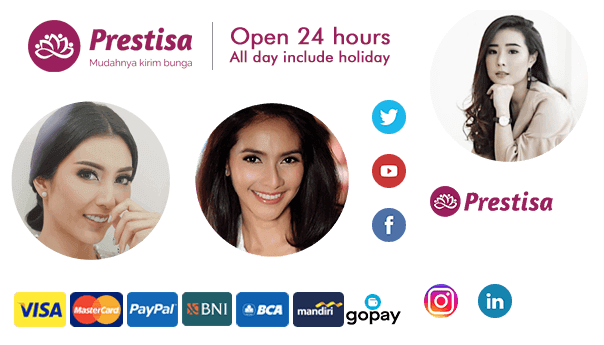 Prestisa
Mudahnya kirim bunga
Open 24 hours
All day include holiday
Prestisa
VISA
MasterCard
PayPal
BNI
BCA
mandiri
gopay
in